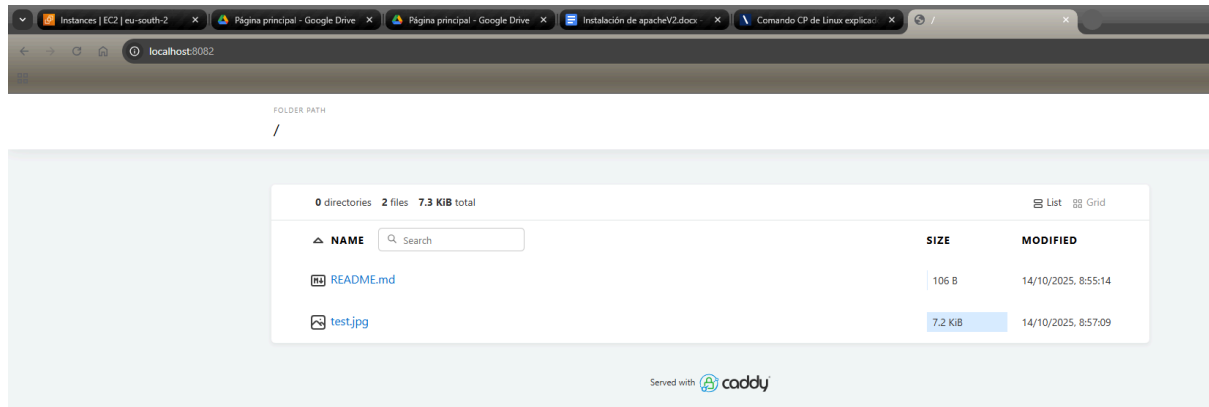 Instances | EC2 | eu-south-2
Página principal - Google Drive
Página principal - Google Drive
Instalación de apacheV2.docx -
Comando CP de Linux explicad
/
localhost:8082
FOLDER PATH
/
0 directories 2 files 7.3 KiB total List Grid
NAME Search SIZE MODIFIED
README.md 106 B 14/10/2025, 8:55:14
test.jpg 7.2 KiB 14/10/2025, 8:57:09
Served with caddy